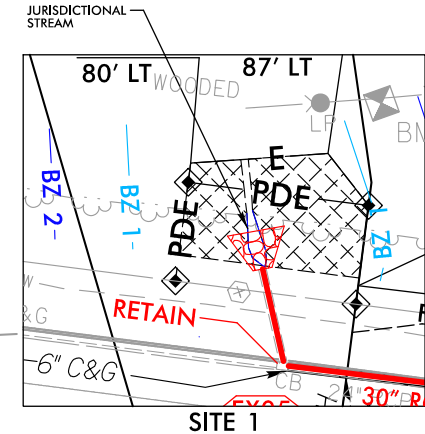 JURISDICTIONAL
STREAM
80' LT
87' LT
WOODED
LP
E
PDE
PDE
BZ 2
BZ 1
BZ 1
RETAIN
6" C&G
CB
24"
30"
SITE 1